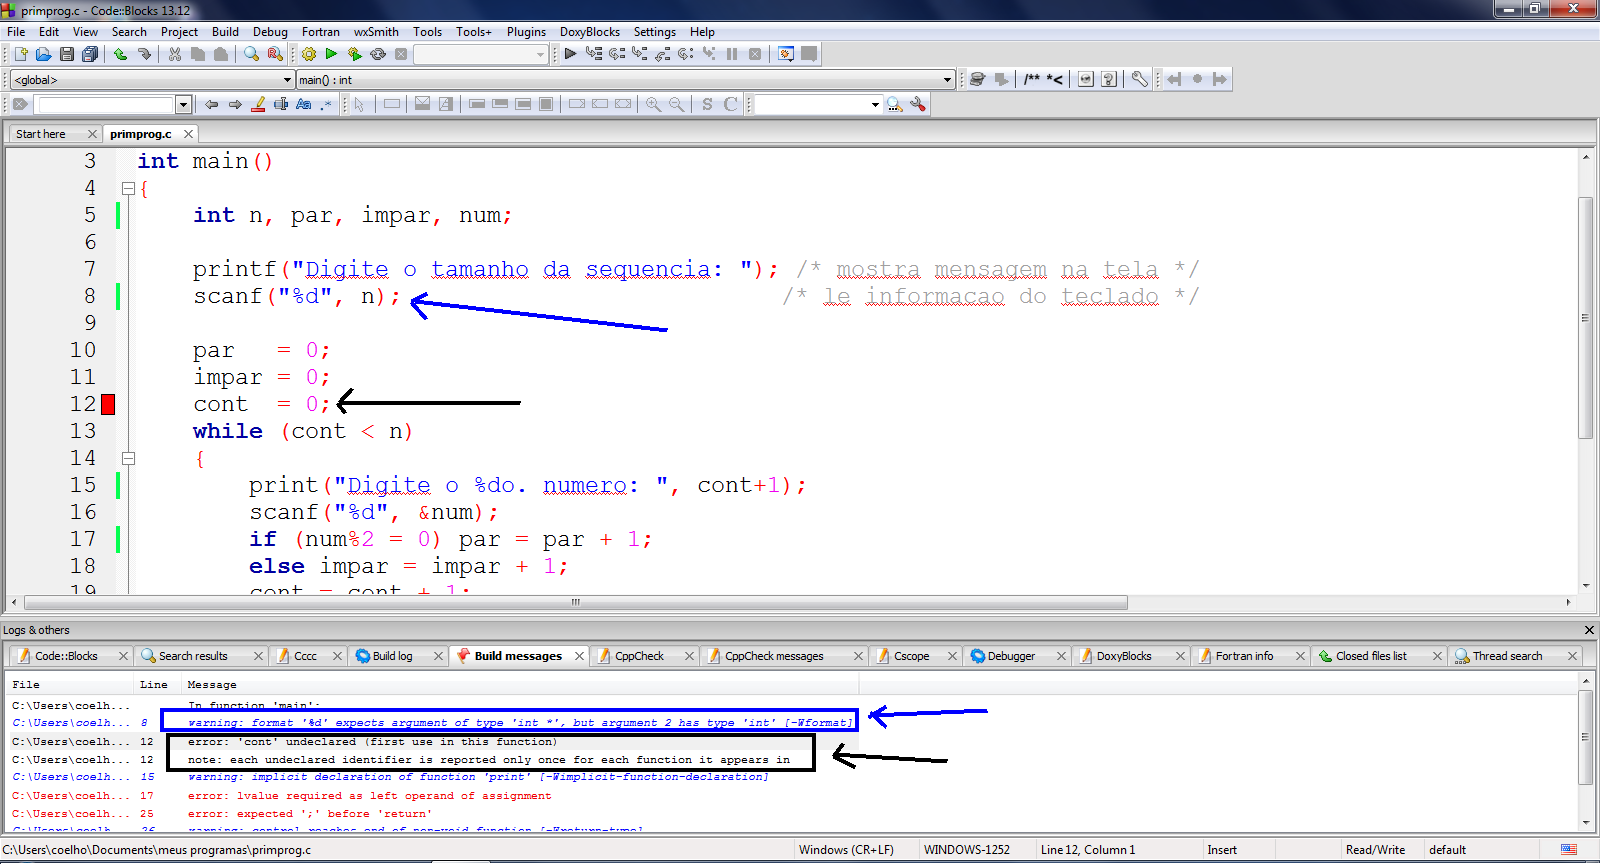 primprog.c - Code::Blocks 13.12
File Edit View Search Project Build Debug Fortran wxSmith Tools Tools+ Plugins DoxyBlocks Settings Help
<global> main() : int
/** *<
Aa .* S C
Start here primprog.c
3 int main()
4 {
5 int n, par, impar, num;
6
7 printf("Digite o tamanho da sequencia: "); /* mostra mensagem na tela */
8 scanf("%d", n); /* le informacao do teclado */
9
10 par = 0;
11 impar = 0;
12 cont = 0;
13 while (cont < n)
14 {
15 print("Digite o %do. numero: ", cont+1);
16 scanf("%d", &num);
17 if (num%2 = 0) par = par + 1;
18 else impar = impar + 1;
19 cont = cont + 1;
Logs & others
Code::Blocks Search results Cccc Build log Build messages CppCheck CppCheck messages Cscope Debugger DoxyBlocks Fortran info Closed files list Thread search
File Line Message
C:\Users\coelh... In function 'main':
C:\Users\coelh... 8 warning: format '%d' expects argument of type 'int *', but argument 2 has type 'int' [-Wformat]
C:\Users\coelh... 12 error: 'cont' undeclared (first use in this function)
C:\Users\coelh... 12 note: each undeclared identifier is reported only once for each function it appears in
C:\Users\coelh... 15 warning: implicit declaration of function 'print' [-Wimplicit-function-declaration]
C:\Users\coelh... 17 error: lvalue required as left operand of assignment
C:\Users\coelh... 25 error: expected ';' before 'return'
C:\Users\coelh... 26 warning: control reaches end of non-void function [-Wreturn-type]
C:\Users\coelho\Documents\meus programas\primprog.c Windows (CR+LF) WINDOWS-1252 Line 12, Column 1 Insert Read/Write default